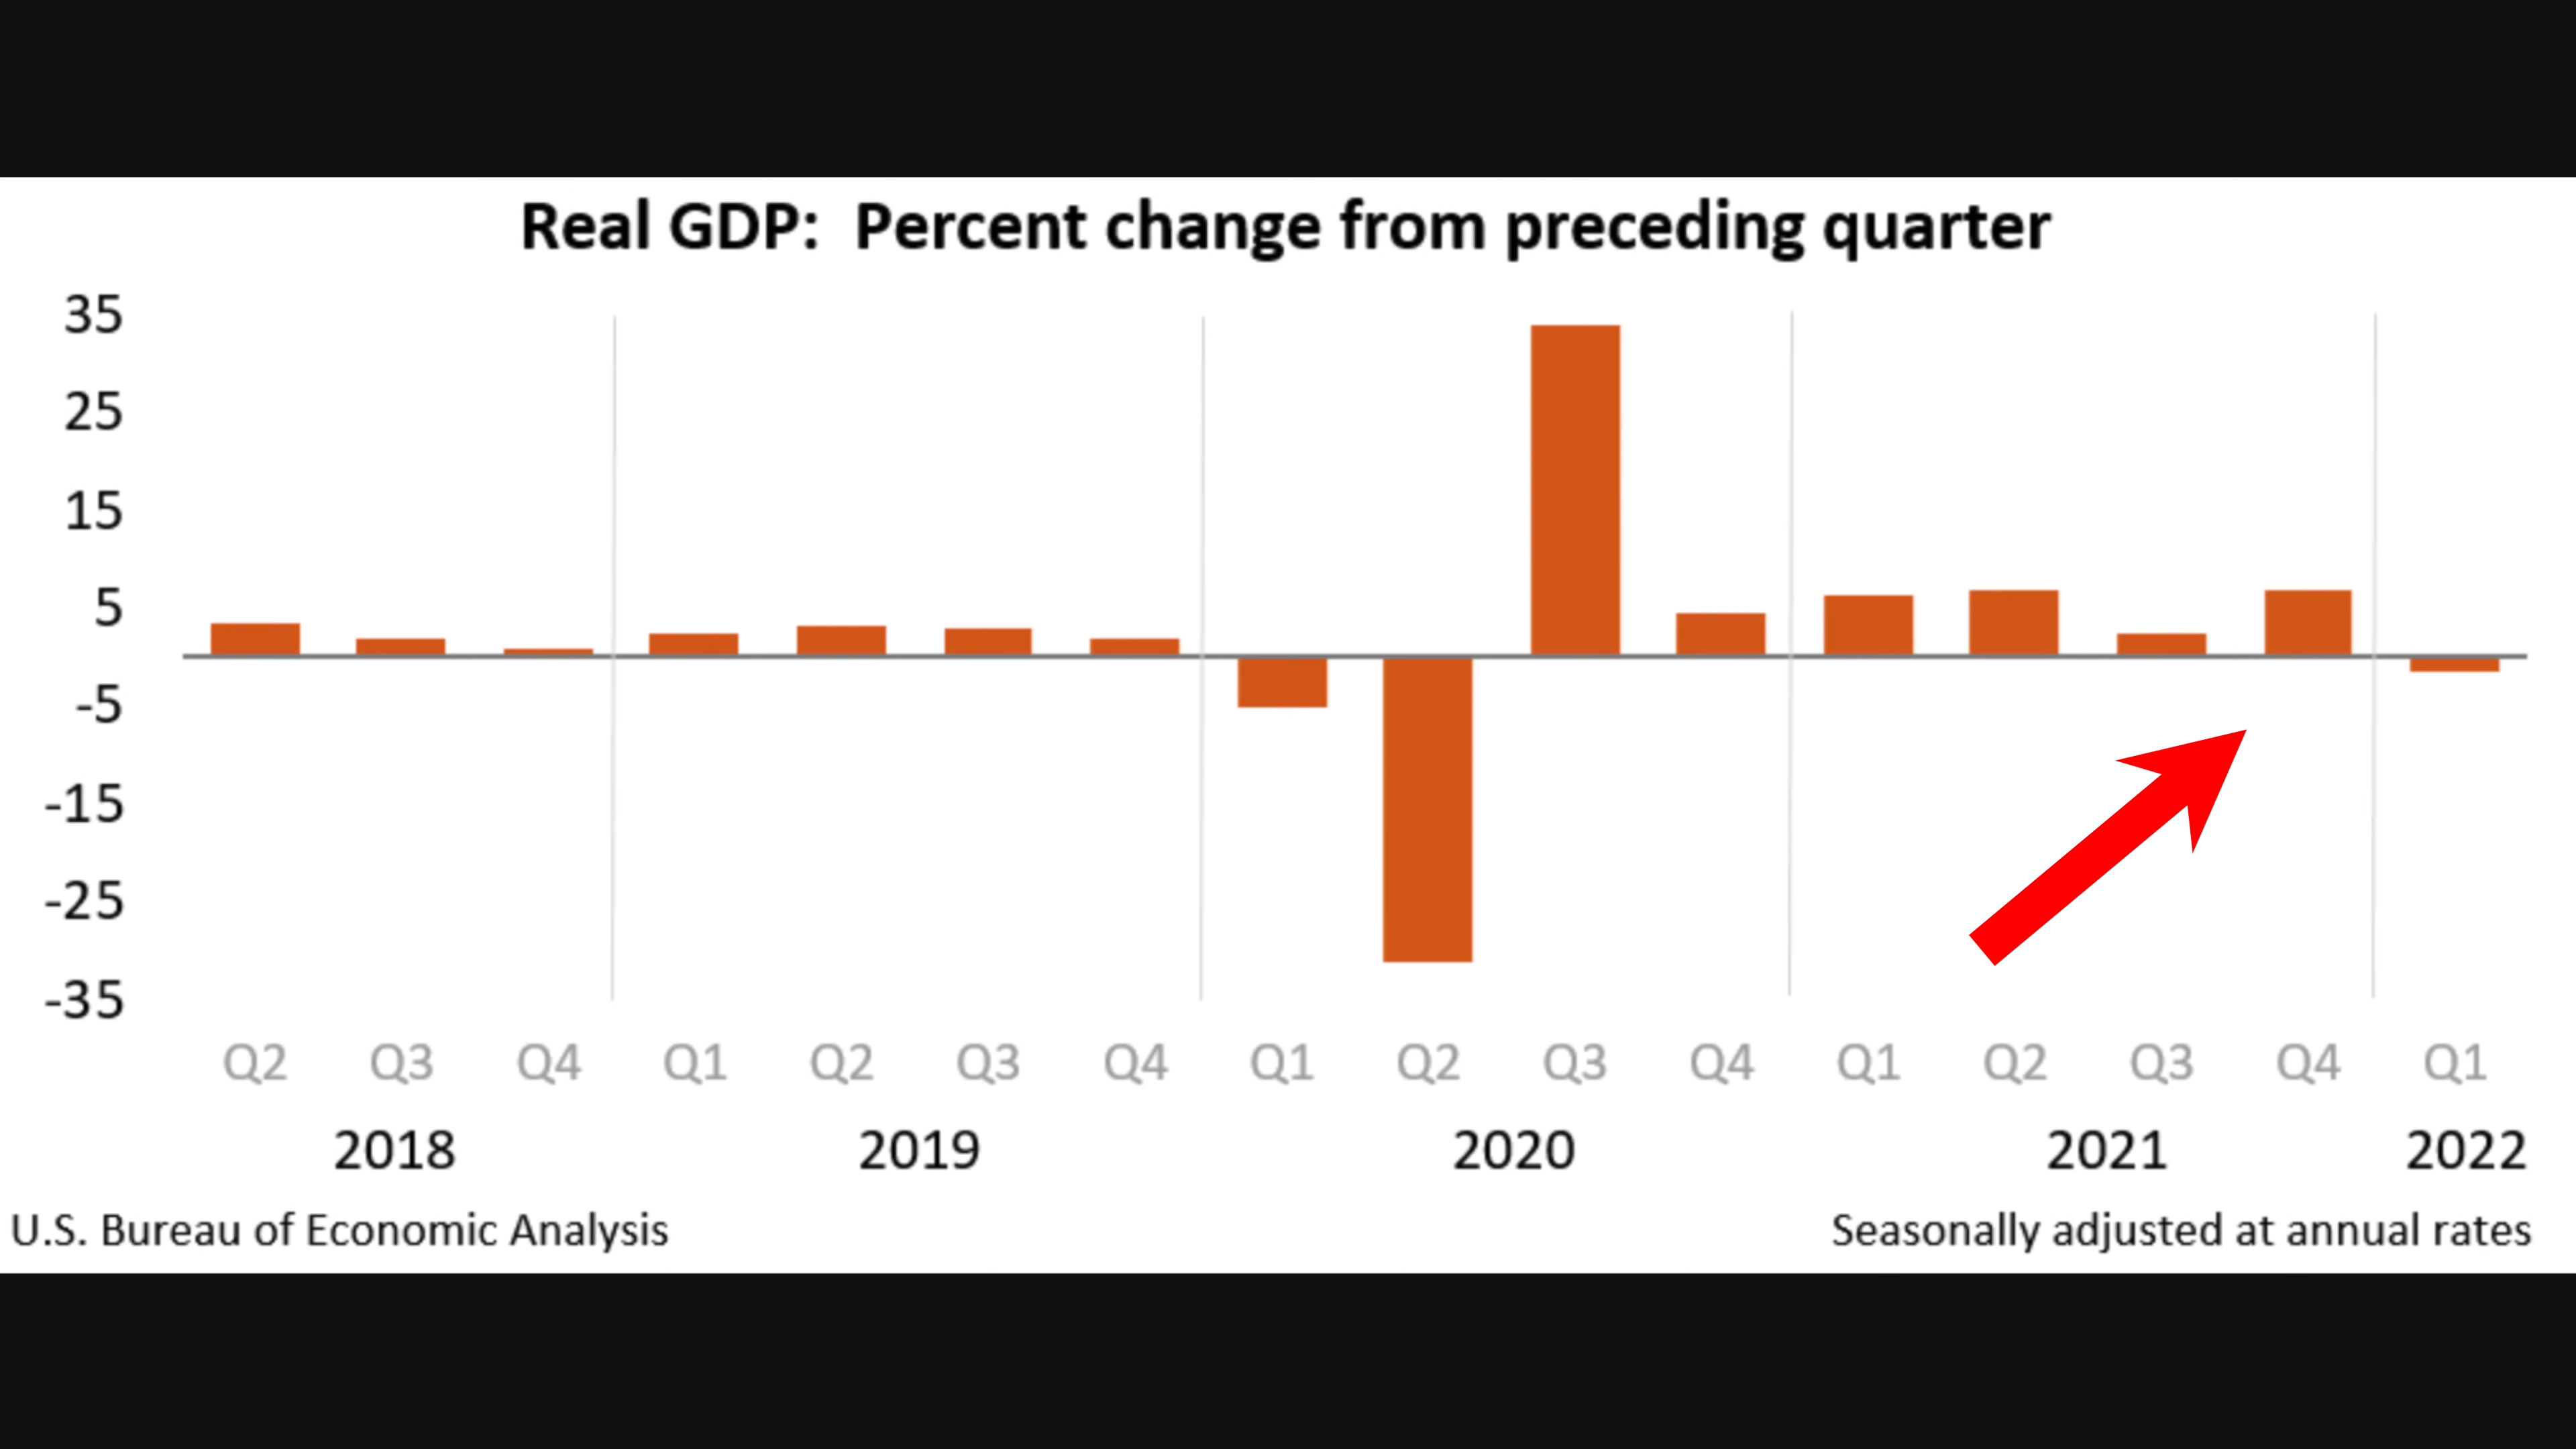 Real GDP: Percent change from preceding quarter
35
25
15
5
-5
-15
-25
-35
Q2 Q3 Q4 Q1 Q2 Q3 Q4 Q1 Q2 Q3 Q4 Q1 Q2 Q3 Q4 Q1
2018 2019 2020 2021 2022
U.S. Bureau of Economic Analysis Seasonally adjusted at annual rates